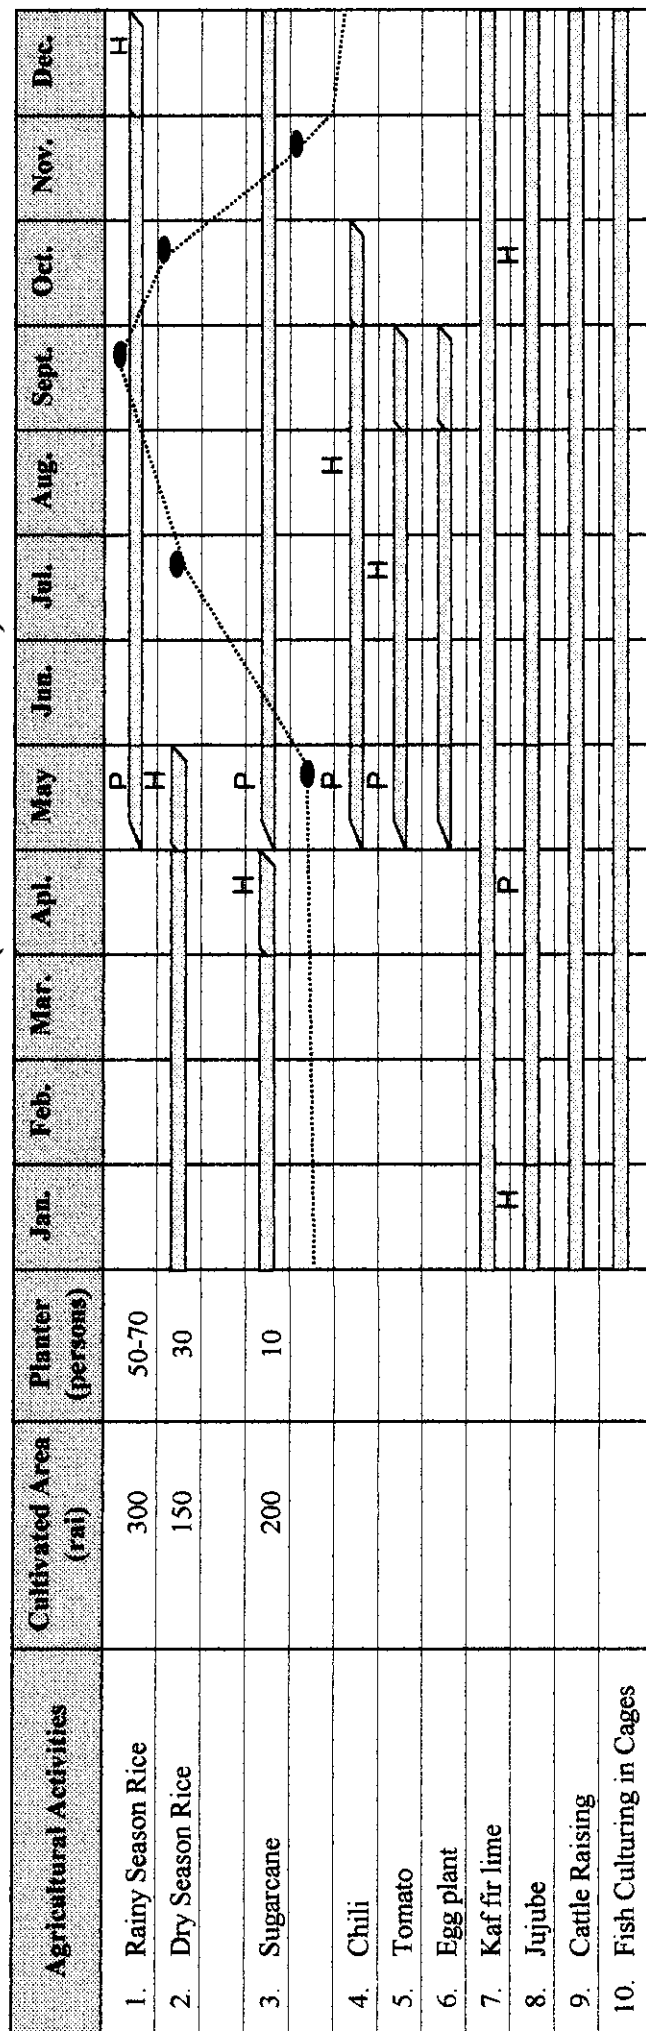 Agricultural Activities Cultivated Area (rai) Planter (persons) Jan. Feb. Mar. Apl. May Jun. Jul. Aug. Sept. Oct. Nov. Dec.
1. Rainy Season Rice 300 50-70 P H
2. Dry Season Rice 150 30 H
3. Sugarcane 200 10 H P
4. Chili P H
5. Tomato P H
6. Egg plant
7. Kaf fir lime
8. Jujube H P H
9. Cattle Raising
10. Fish Culturing in Cages